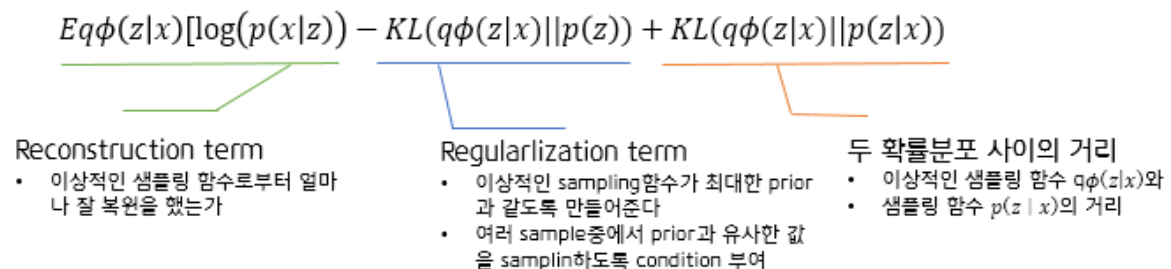 Eqϕ(z|x)[log(p(x|z)) − KL(qϕ(z|x)||p(z)) + KL(qϕ(z|x)||p(z|x))
Reconstruction term
• 이상적인 샘플링 함수로부터 얼마
나 잘 복원을 했는가
Regularlization term
• 이상적인 sampling함수가 최대한 prior
과 같도록 만들어준다
• 여러 sample중에서 prior과 유사한 값
을 samplin하도록 condition 부여
두 확률분포 사이의 거리
• 이상적인 샘플링 함수 qϕ(z|x)와
• 샘플링 함수 p(z | x)의 거리